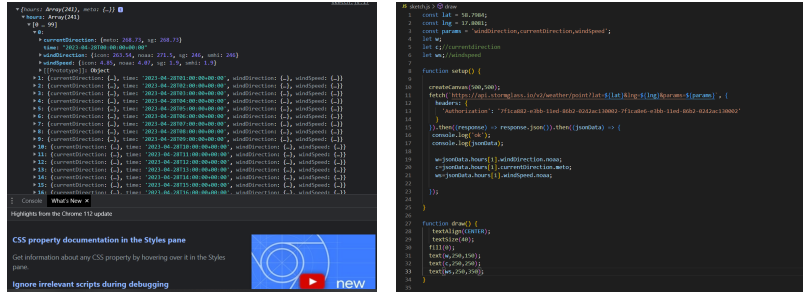 {hours: Array(241), meta: {…}}
hours: Array(241)
[0 … 99]
0:
currentDirection: {meto: 268.73, sg: 268.73}
time: "2023-04-28T00:00:00+00:00"
windDirection: {icon: 263.54, noaa: 271.5, sg: 246, smhi: 246}
windSpeed: {icon: 4.05, noaa: 4.07, sg: 1.9, smhi: 1.9}
[[Prototype]]: Object
1: {currentDirection: {…}, time: '2023-04-28T01:00:00+00:00', windDirection: {…}, windSpeed: {…}}
2: {currentDirection: {…}, time: '2023-04-28T02:00:00+00:00', windDirection: {…}, windSpeed: {…}}
3: {currentDirection: {…}, time: '2023-04-28T03:00:00+00:00', windDirection: {…}, windSpeed: {…}}
4: {currentDirection: {…}, time: '2023-04-28T04:00:00+00:00', windDirection: {…}, windSpeed: {…}}
5: {currentDirection: {…}, time: '2023-04-28T05:00:00+00:00', windDirection: {…}, windSpeed: {…}}
6: {currentDirection: {…}, time: '2023-04-28T06:00:00+00:00', windDirection: {…}, windSpeed: {…}}
7: {currentDirection: {…}, time: '2023-04-28T07:00:00+00:00', windDirection: {…}, windSpeed: {…}}
8: {currentDirection: {…}, time: '2023-04-28T08:00:00+00:00', windDirection: {…}, windSpeed: {…}}
9: {currentDirection: {…}, time: '2023-04-28T09:00:00+00:00', windDirection: {…}, windSpeed: {…}}
10: {currentDirection: {…}, time: '2023-04-28T10:00:00+00:00', windDirection: {…}, windSpeed: {…}}
11: {currentDirection: {…}, time: '2023-04-28T11:00:00+00:00', windDirection: {…}, windSpeed: {…}}
12: {currentDirection: {…}, time: '2023-04-28T12:00:00+00:00', windDirection: {…}, windSpeed: {…}}
13: {currentDirection: {…}, time: '2023-04-28T13:00:00+00:00', windDirection: {…}, windSpeed: {…}}
14: {currentDirection: {…}, time: '2023-04-28T14:00:00+00:00', windDirection: {…}, windSpeed: {…}}
15: {currentDirection: {…}, time: '2023-04-28T15:00:00+00:00', windDirection: {…}, windSpeed: {…}}
16: {currentDirection: {…}, time: '2023-04-28T16:00:00+00:00', windDirection: {…}, windSpeed: {…}}
Console What's New ×
Highlights from the Chrome 112 update
CSS property documentation in the Styles pane
Get information about any CSS property by hovering over it in the Styles
pane.
Ignore irrelevant scripts during debugging
new
JS sketch.js > draw
1 const lat = 58.7984;
2 const lng = 17.8081;
3 const params = 'windDirection,currentDirection,windSpeed';
4 let w;
5 let c;//currentdirection
6 let ws;//windspeed
7
8 function setup() {
9
10 createCanvas(500,500);
11 fetch(`https://api.stormglass.io/v2/weather/point?lat=${lat}&lng=${lng}&params=${params}`, {
12 headers: {
13 'Authorization':
14 }
15 }).then((response) => response.json()).then((jsonData) => {
16 console.log('ok');
17 console.log(jsonData);
18
19 w=jsonData.hours[i].windDirection.noaa;
20 c=jsonData.hours[i].currentDirection.meto;
21 ws=jsonData.hours[i].windSpeed.noaa;
22
23 });
24
25 }
26
27 function draw() {
28 textAlign(CENTER);
29 textSize(40);
30 fill(0);
31 text(w,250,150);
32 text(c,250,250);
33 text(ws,250,350);
34 }
35